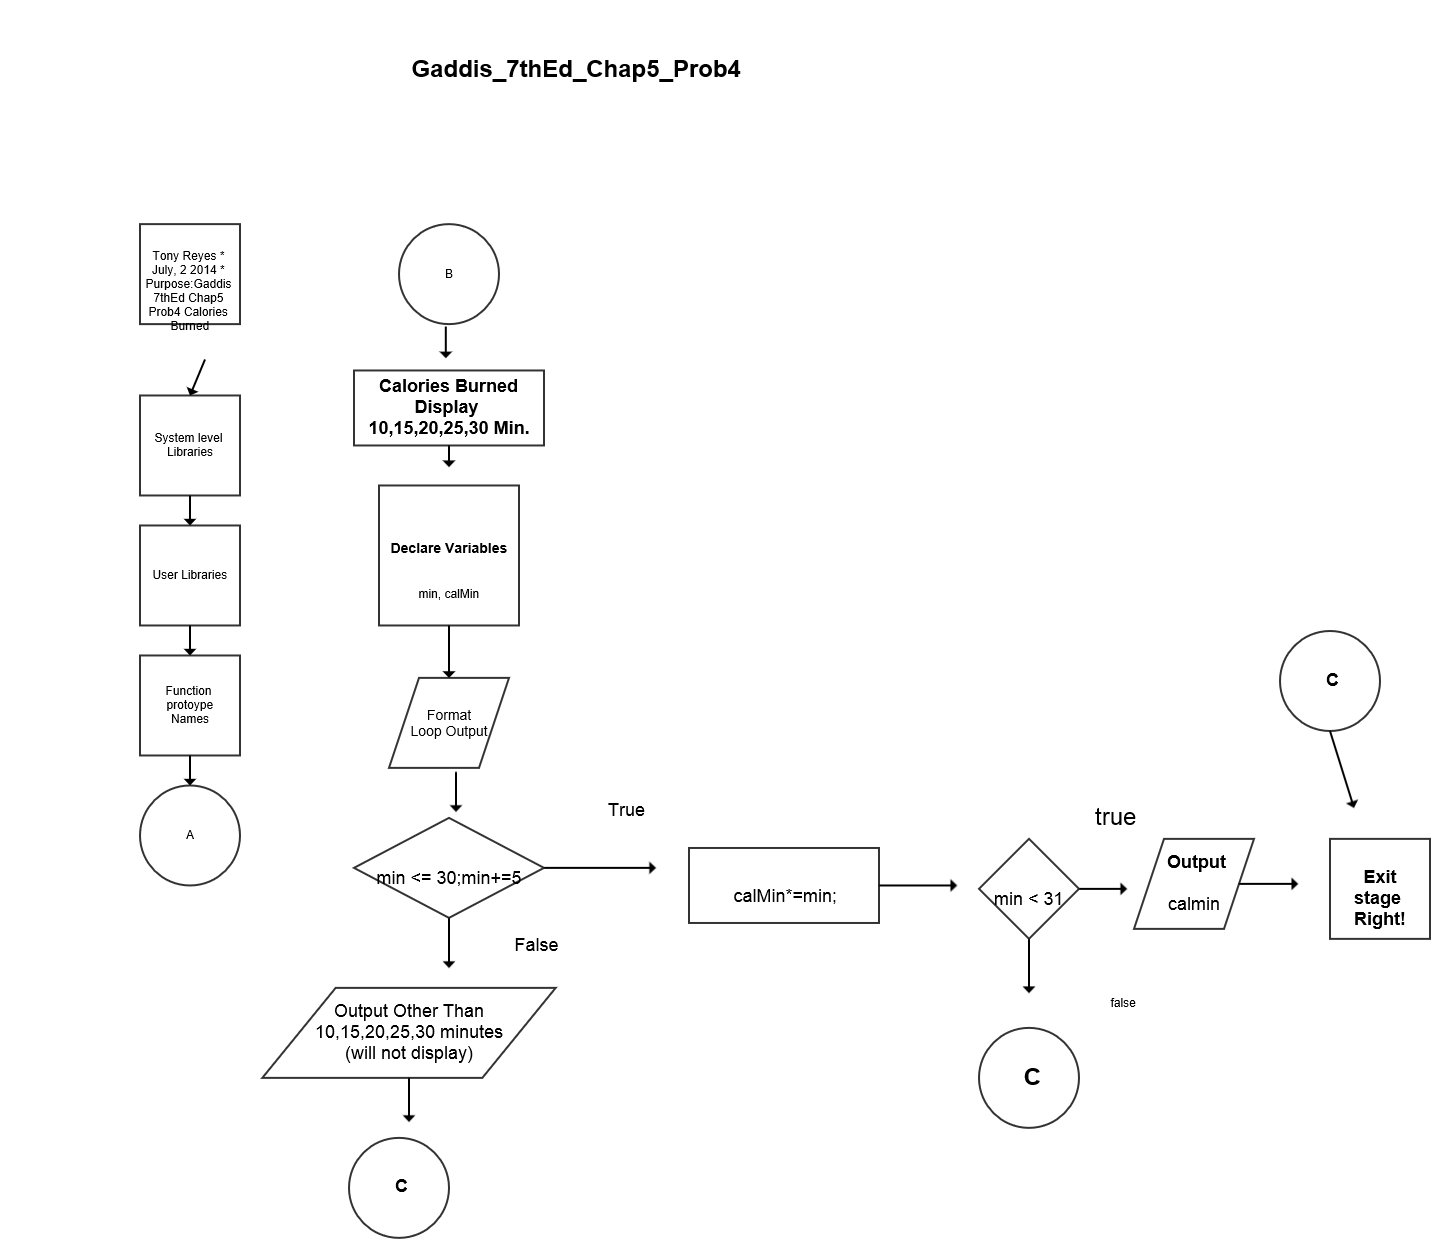 Gaddis_7thEd_Chap5_Prob4
Tony Reyes *
July, 2 2014 *
Purpose:Gaddis
7thEd Chap5
Prob4 Calories
Burned
System level
Libraries
User Libraries
Function
protoype
Names
A
B
Calories Burned
Display
10,15,20,25,30 Min.
Declare Variables
min, calMin
Format
Loop Output
min <= 30;min+=5
True
False
Output Other Than
10,15,20,25,30 minutes
(will not display)
C
calMin*=min;
min < 31
true
false
C
Output
calmin
C
Exit
stage
Right!